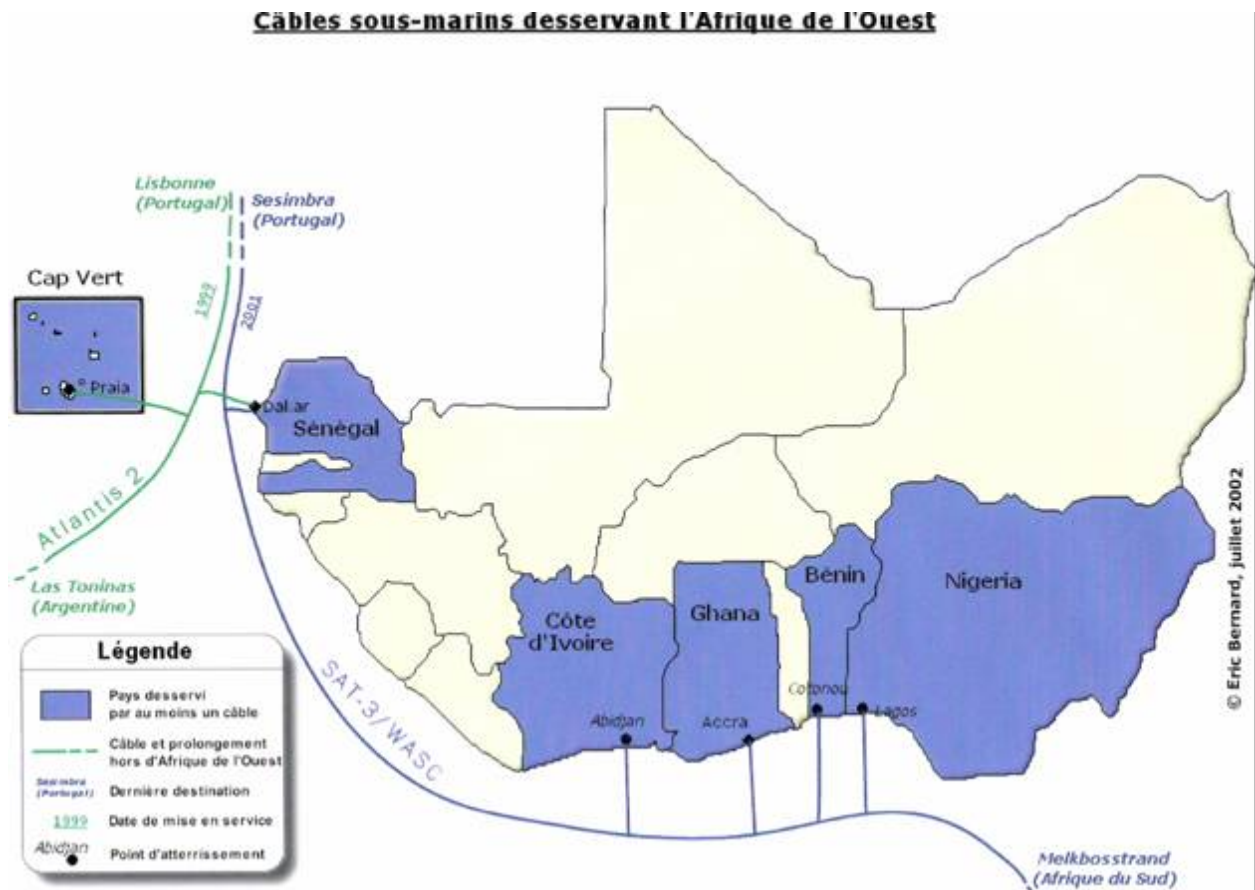 Câbles sous-marins desservant l'Afrique de l'Ouest
Lisbonne
(Portugal)
Sesimbra
(Portugal)
Cap Vert
1999
2001
Praia
Dakar
Sénégal
Atlantis 2
Las Toninas
(Argentine)
Côte
d'Ivoire
Ghana
Bénin
Nigeria
Abidjan
Accra
Cotonou
Lagos
SAT-3/WASC
Melkbosstrand
(Afrique du Sud)
Légende
Pays desservi
par au moins un câble
Câble et prolongement
hors d'Afrique de l'Ouest
Sesimbra
(Portugal)
Dernière destination
1999
Date de mise en service
Abidjan
Point d'atterrissement
© Eric Bernard, juillet 2002